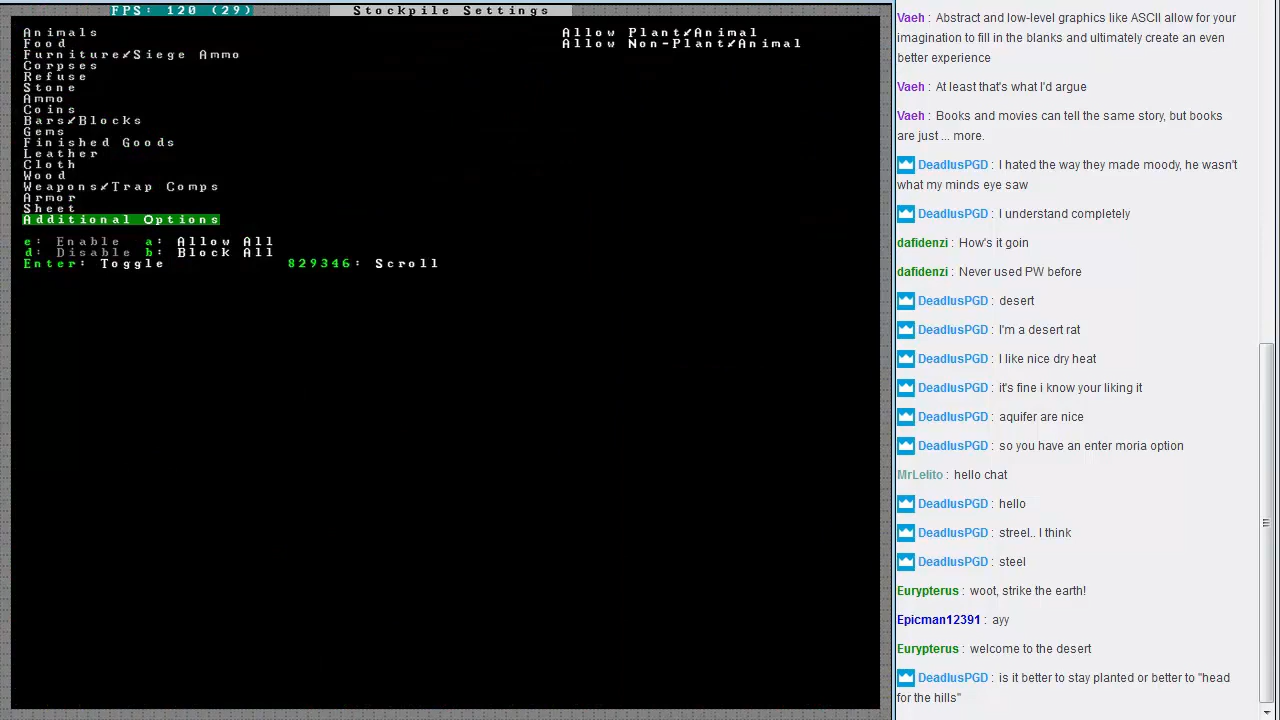 FPS: 120 (29)
Stockpile Settings
Animals
Food
Furniture/Siege Ammo
Corpses
Refuse
Stone
Ammo
Coins
Bars/Blocks
Gems
Finished Goods
Leather
Cloth
Wood
Weapons/Trap Comps
Armor
Sheet
Additional Options
Allow Plant/Animal
Allow Non-Plant/Animal
e: Enable a: Allow All
d: Disable b: Block All
Enter: Toggle 829346: Scroll
Vaeh : Abstract and low-level graphics like ASCII allow for your
imagination to fill in the blanks and ultimately create an even
better experience
Vaeh : At least that's what I'd argue
Vaeh : Books and movies can tell the same story, but books
are just ... more.
DeadlusPGD : I hated the way they made moody, he wasn't
what my minds eye saw
DeadlusPGD : I understand completely
dafidenzi : How's it goin
dafidenzi : Never used PW before
DeadlusPGD : desert
DeadlusPGD : I'm a desert rat
DeadlusPGD : I like nice dry heat
DeadlusPGD : it's fine i know your liking it
DeadlusPGD : aquifer are nice
DeadlusPGD : so you have an enter moria option
MrLelito : hello chat
DeadlusPGD : hello
DeadlusPGD : streel.. I think
DeadlusPGD : steel
Eurypterus : woot, strike the earth!
Epicman12391 : ayy
Eurypterus : welcome to the desert
DeadlusPGD : is it better to stay planted or better to "head
for the hills"